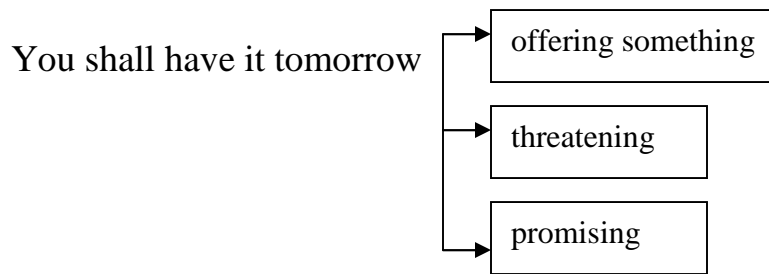 offering something
You shall have it tomorrow
threatening
promising